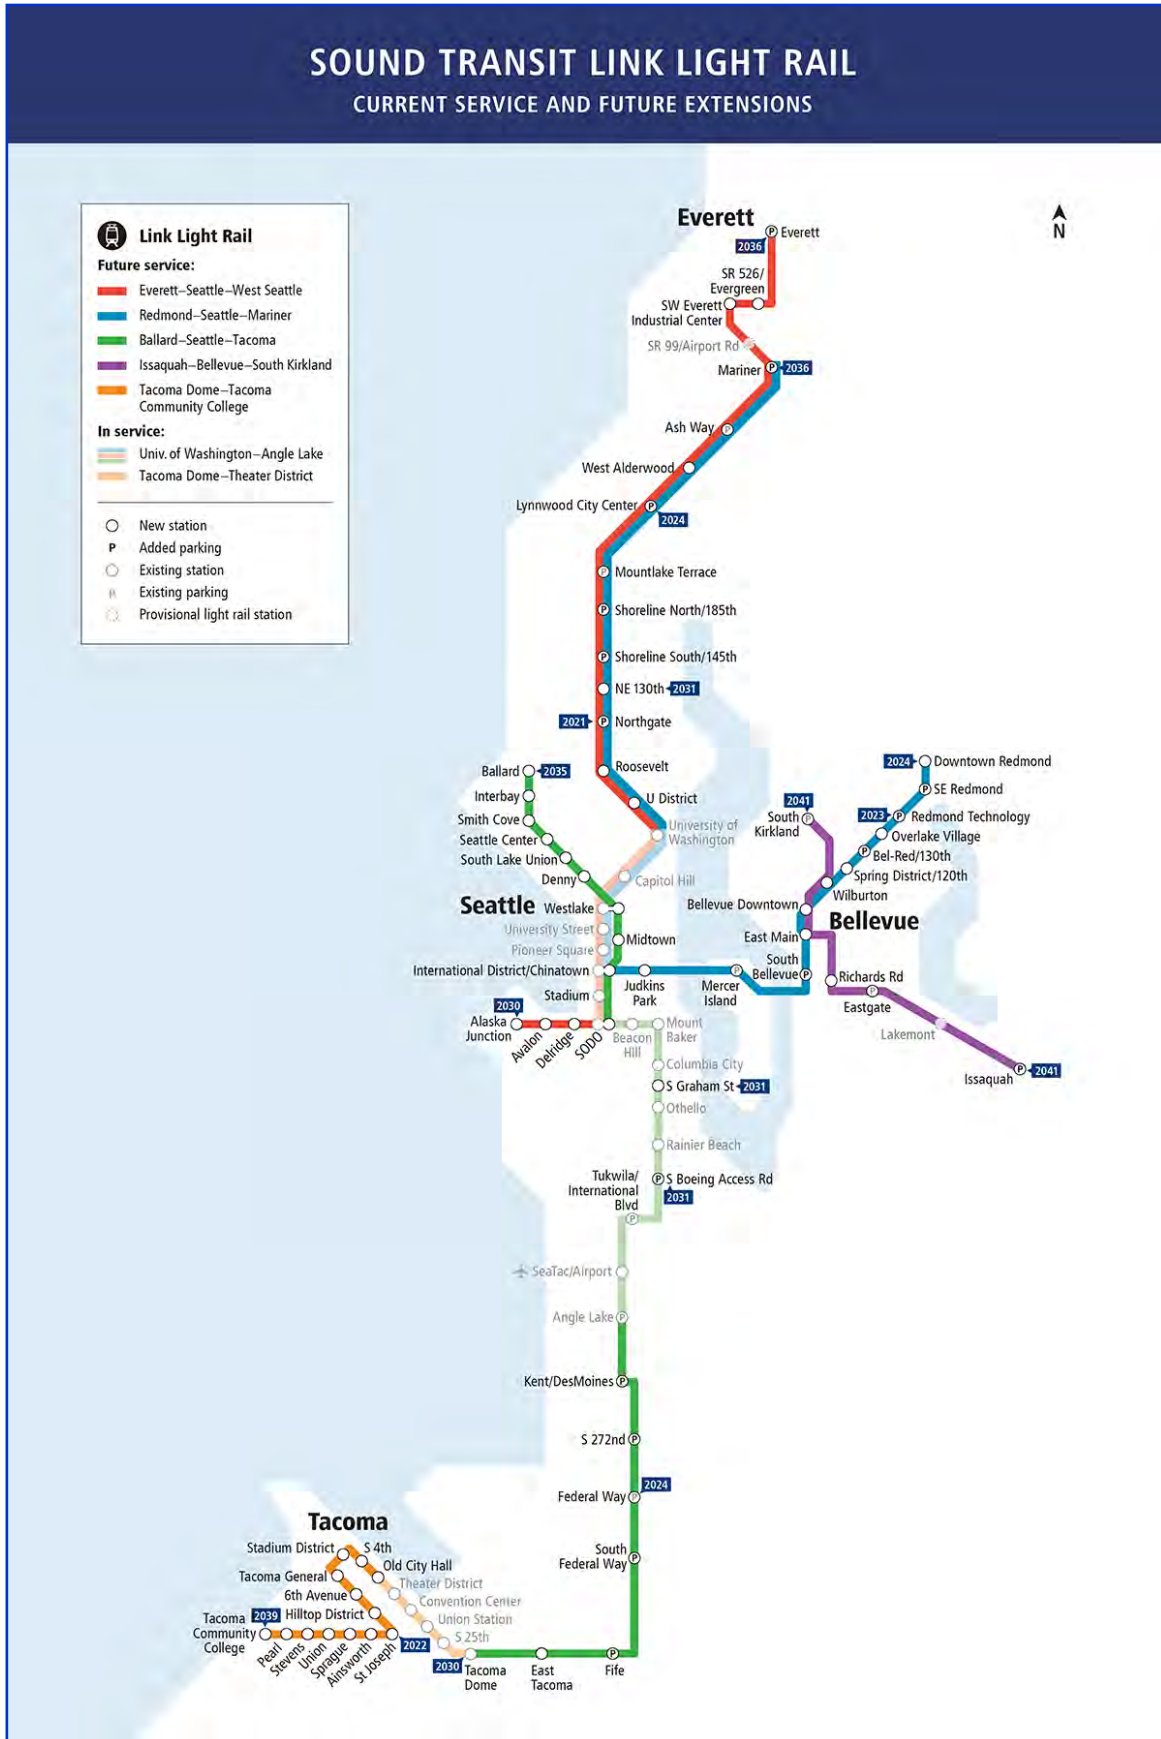 SOUND TRANSIT LINK LIGHT RAIL
CURRENT SERVICE AND FUTURE EXTENSIONS
Link Light Rail
Future service:
Everett–Seattle–West Seattle
Redmond–Seattle–Mariner
Ballard–Seattle–Tacoma
Issaquah–Bellevue–South Kirkland
Tacoma Dome–Tacoma
Community College
In service:
Univ. of Washington–Angle Lake
Tacoma Dome–Theater District
New station
P Added parking
Existing station
P Existing parking
Provisional light rail station
N
Everett
P Everett
2036
SR 526/
Evergreen
SW Everett
Industrial Center
SR 99/Airport Rd
Mariner P 2036
Ash Way P
West Alderwood
Lynnwood City Center P
2024
P Mountlake Terrace
P Shoreline North/185th
P Shoreline South/145th
NE 130th 2031
2021 P Northgate
Roosevelt
U District
University of
Washington
Capitol Hill
Ballard 2035
Interbay
Smith Cove
Seattle Center
South Lake Union
Denny
Seattle
Westlake
University Street
Midtown
Pioneer Square
International District/Chinatown
Stadium
2024 Downtown Redmond
P SE Redmond
2023 P Redmond Technology
Overlake Village
P Bel-Red/130th
Spring District/120th
Wilburton
2041
South
Kirkland P
Bellevue Downtown
Bellevue
East Main
South
Bellevue P
Judkins
Park
P
Mercer
Island
Richards Rd
P
Eastgate
Lakemont
Issaquah P 2041
2030
Alaska
Junction
Avalon
Delridge
SODO
Beacon
Hill
Mount
Baker
Columbia City
S Graham St 2031
Othello
Rainier Beach
P S Boeing Access Rd
2031
Tukwila/
International
Blvd
P
SeaTac/Airport
Angle Lake P
Kent/DesMoines P
S 272nd P
2024
Federal Way P
South
Federal Way P
Tacoma
Stadium District
S 4th
Old City Hall
Tacoma General
Theater District
6th Avenue
Convention Center
Hilltop District
Union Station
S 25th
Tacoma
Community
College
2039
Pearl
Stevens
Union
Sprague
Ainsworth
St Joseph
2022
2030
Tacoma
Dome
East
Tacoma
P
Fife